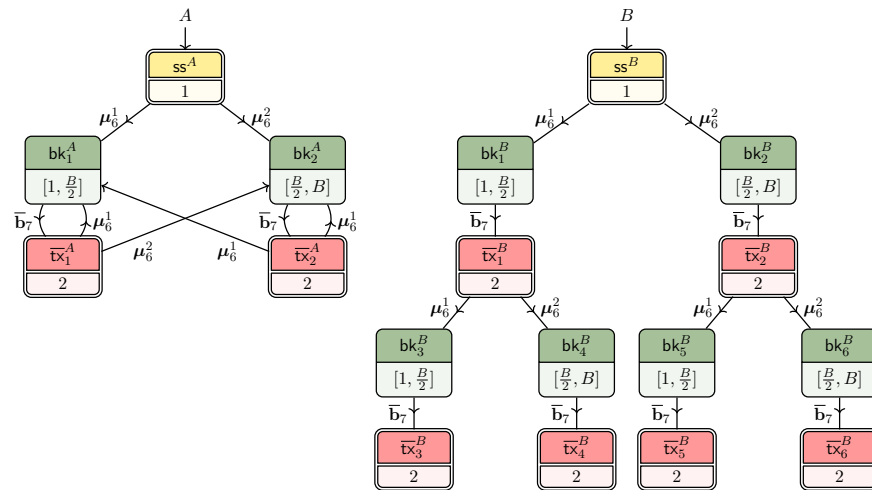 A B
ss^A ss^B
1 1
μ_6^1 μ_6^2 μ_6^1 μ_6^2
bk_1^A bk_2^A bk_1^B bk_2^B
[1, B/2] [B/2, B] [1, B/2] [B/2, B]
b̅_7 μ_6^1 b̅_7 μ_6^1 b̅_7 b̅_7
t̅x̅_1^A μ_6^2 μ_6^1 t̅x̅_2^A t̅x̅_1^B t̅x̅_2^B
2 2 2 2
μ_6^1 μ_6^2 μ_6^1 μ_6^2
bk_3^B bk_4^B bk_5^B bk_6^B
[1, B/2] [B/2, B] [1, B/2] [B/2, B]
b̅_7 b̅_7 b̅_7 b̅_7
t̅x̅_3^B t̅x̅_4^B t̅x̅_5^B t̅x̅_6^B
2 2 2 2